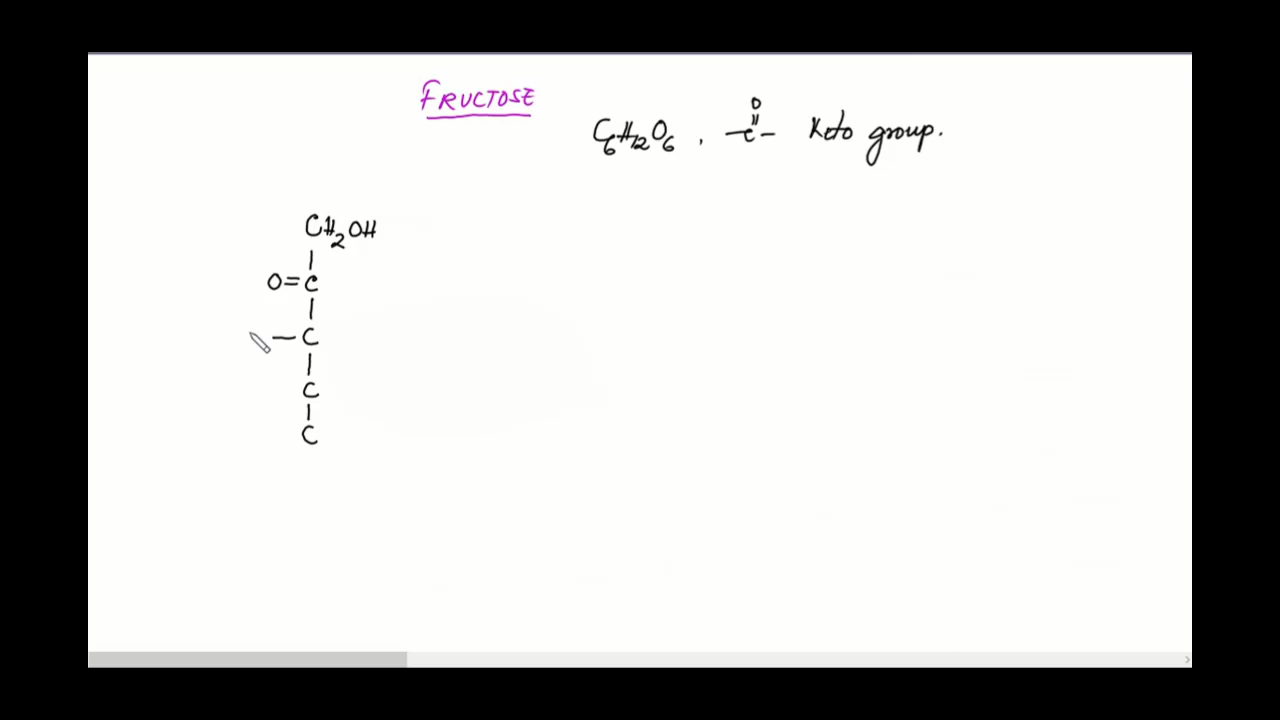 FRUCTOSE
C6H12O6 , -C- Keto group.
O
||
CH2OH
|
O=C
|
-C
|
C
|
C